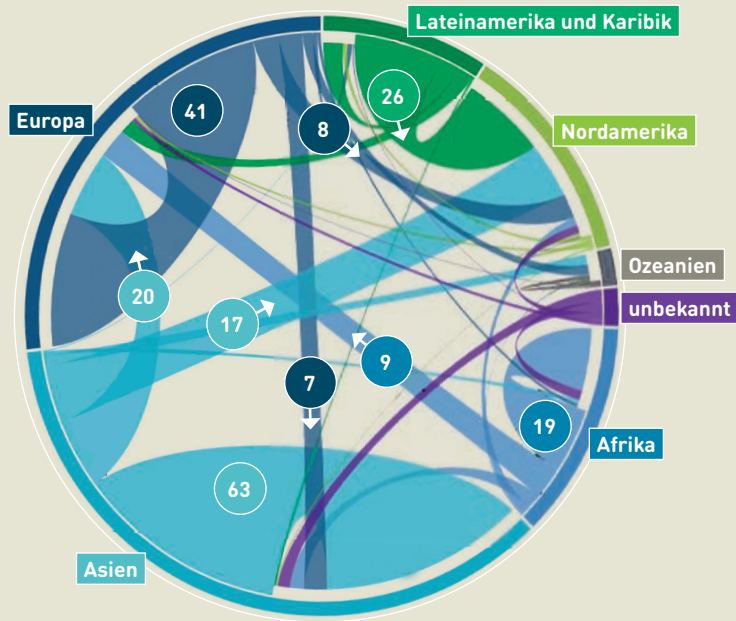 Lateinamerika und Karibik
Europa
41
26
8
Nordamerika
Ozeanien
20
unbekannt
17
9
7
19
Afrika
63
Asien